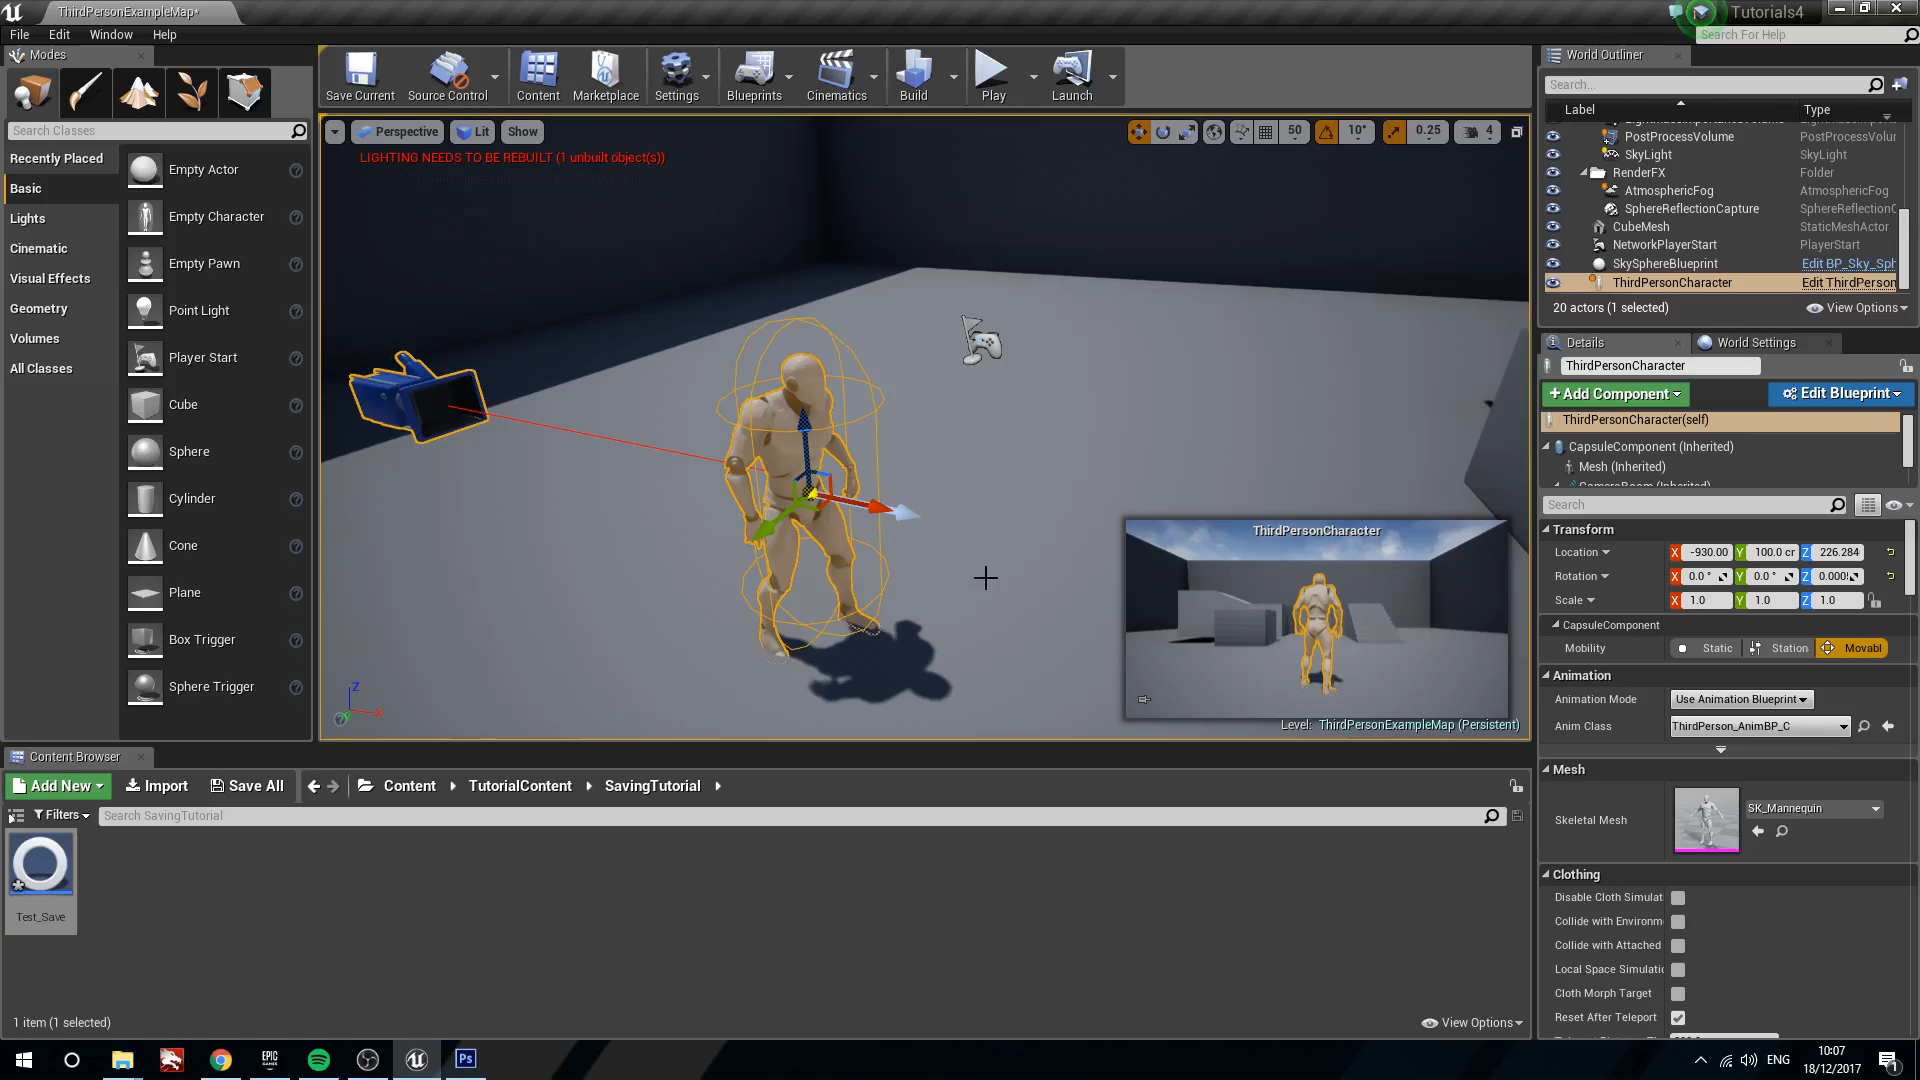 ThirdPersonExampleMap*
Tutorials4
File Edit Window Help
Search For Help
Modes
Save Current
Source Control
Content
Marketplace
Settings
Blueprints
Cinematics
Build
Play
Launch
Search Classes
Recently Placed
Basic
Lights
Cinematic
Visual Effects
Geometry
Volumes
All Classes
Empty Actor
Empty Character
Empty Pawn
Point Light
Player Start
Cube
Sphere
Cylinder
Cone
Plane
Box Trigger
Sphere Trigger
Perspective Lit Show
50 10° 0.25 4
LIGHTING NEEDS TO BE REBUILT (1 unbuilt object(s))
ThirdPersonCharacter
Level: ThirdPersonExampleMap (Persistent)
Z
X
World Outliner
Search...
Label Type
PostProcessVolume PostProcessVolur
SkyLight SkyLight
RenderFX Folder
AtmosphericFog AtmosphericFog
SphereReflectionCapture SphereReflectionC
CubeMesh StaticMeshActor
NetworkPlayerStart PlayerStart
SkySphereBlueprint Edit BP_Sky_Sph
ThirdPersonCharacter Edit ThirdPerson
20 actors (1 selected) View Options
Details World Settings
ThirdPersonCharacter
+Add Component Edit Blueprint
ThirdPersonCharacter(self)
CapsuleComponent (Inherited)
Mesh (Inherited)
Search
Transform
Location X -930.00 Y 100.0 cr Z 226.284
Rotation X 0.0 ° Y 0.0 ° Z 0.000
Scale X 1.0 Y 1.0 Z 1.0
CapsuleComponent
Mobility Static Station Movabl
Animation
Animation Mode Use Animation Blueprint
Anim Class ThirdPerson_AnimBP_C
Mesh
Skeletal Mesh SK_Mannequin
Clothing
Disable Cloth Simulat
Collide with Environm
Collide with Attached
Local Space Simulatio
Cloth Morph Target
Reset After Teleport
Content Browser
Add New Import Save All Content TutorialContent SavingTutorial
Filters Search SavingTutorial
Test_Save
1 item (1 selected) View Options
EPIC
GAMES
Ps
ENG
10:07
18/12/2017
1